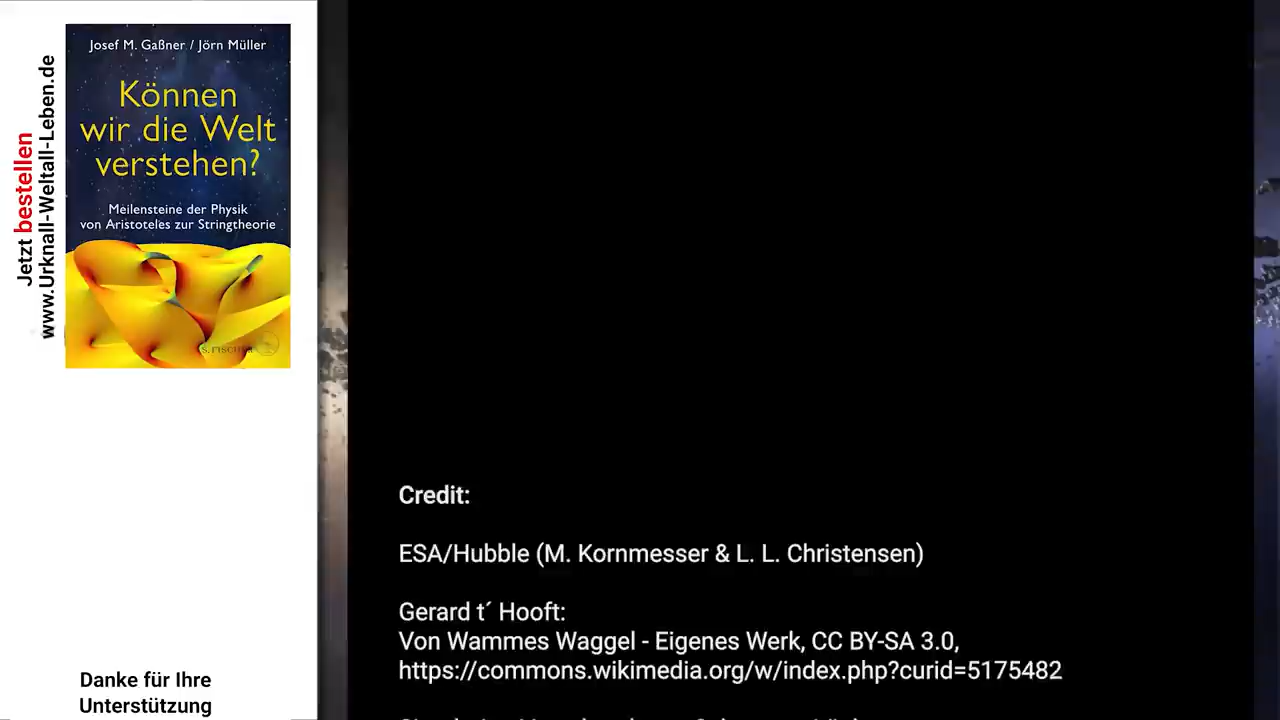 Jetzt bestellen
www.Urknall-Weltall-Leben.de
Josef M. Gaßner / Jörn Müller
Können
wir die Welt
verstehen?
Meilensteine der Physik
von Aristoteles zur Stringtheorie
S. FISCHER
Danke für Ihre
Unterstützung
Credit:
ESA/Hubble (M. Kornmesser & L. L. Christensen)
Gerard t´ Hooft:
Von Wammes Waggel - Eigenes Werk, CC BY-SA 3.0,
https://commons.wikimedia.org/w/index.php?curid=5175482